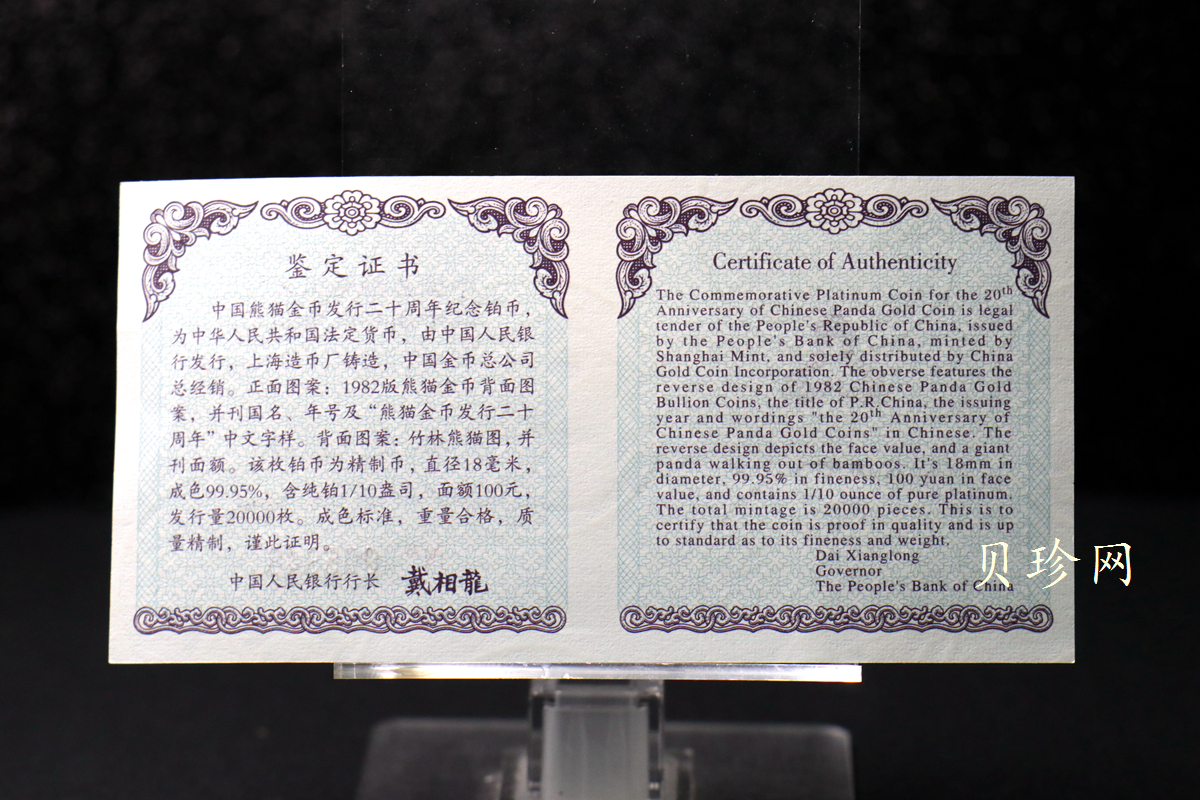 鉴定证书
中国熊猫金币发行二十周年纪念铂币，
为中华人民共和国法定货币，由中国人民银
行发行，上海造币厂铸造，中国金币总公司
总经销。正面图案：1982版熊猫金币背面图
案，并刊国名、年号及“熊猫金币发行二十
周年”中文字样。背面图案：竹林熊猫图，并
刊面额。该枚铂币为精制币，直径18毫米，
成色99.95%，含纯铂1/10盎司，面额100元，
发行量20000枚。成色标准，重量合格，质
量精制，谨此证明。
中国人民银行行长 戴相龍
Certificate of Authenticity
The Commemorative Platinum Coin for the 20th
Anniversary of Chinese Panda Gold Coin is legal
tender of the People's Republic of China, issued
by the People's Bank of China, minted by
Shanghai Mint, and solely distributed by China
Gold Coin Incorporation. The obverse features the
reverse design of 1982 Chinese Panda Gold
Bullion Coins, the title of P.R.China, the issuing
year and wordings "the 20th Anniversary of
Chinese Panda Gold Coins" in Chinese. The
reverse design depicts the face value, and a giant
panda walking out of bamboos. It's 18mm in
diameter, 99.95% in fineness, 100 yuan in face
value, and contains 1/10 ounce of pure platinum.
The total mintage is 20000 pieces. This is to
certify that the coin is proof in quality and is up
to standard as to its fineness and weight.
Dai Xianglong
Governor
The People's Bank of China
贝珍网